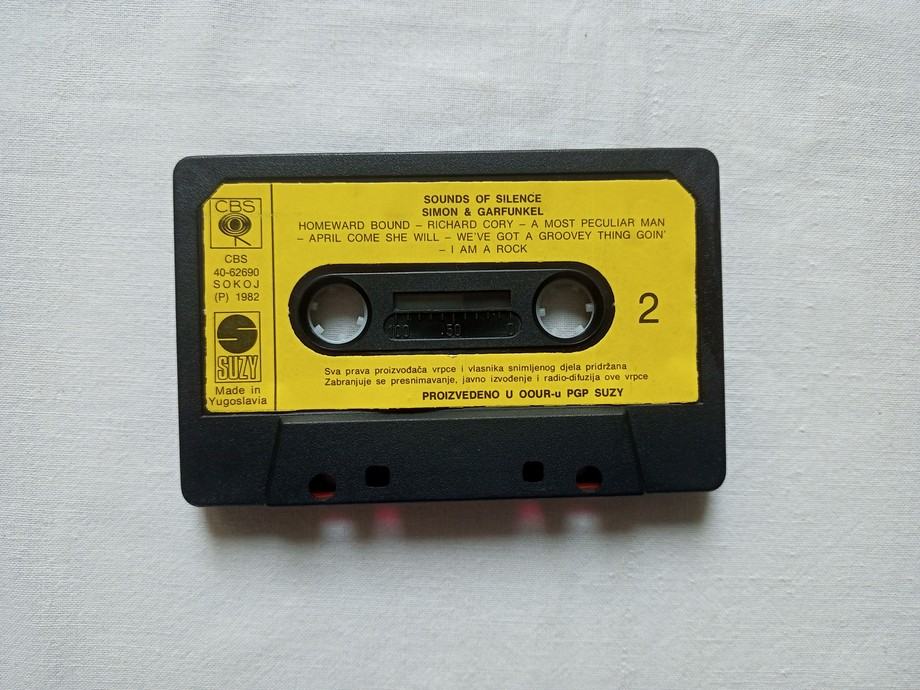 CBS
CBS
40-62690
SOKOJ
(P) 1982
SUZY
Made in
Yugoslavia
SOUNDS OF SILENCE
SIMON & GARFUNKEL
HOMEWARD BOUND – RICHARD CORY – A MOST PECULIAR MAN
– APRIL COME SHE WILL – WE'VE GOT A GROOVEY THING GOIN'
– I AM A ROCK
100 50 0
2
Sva prava proizvođača vrpce i vlasnika snimljenog djela pridržana
Zabranjuje se presnimavanje, javno izvođenje i radio-difuzija ove vrpce
PROIZVEDENO U OOUR-u PGP SUZY